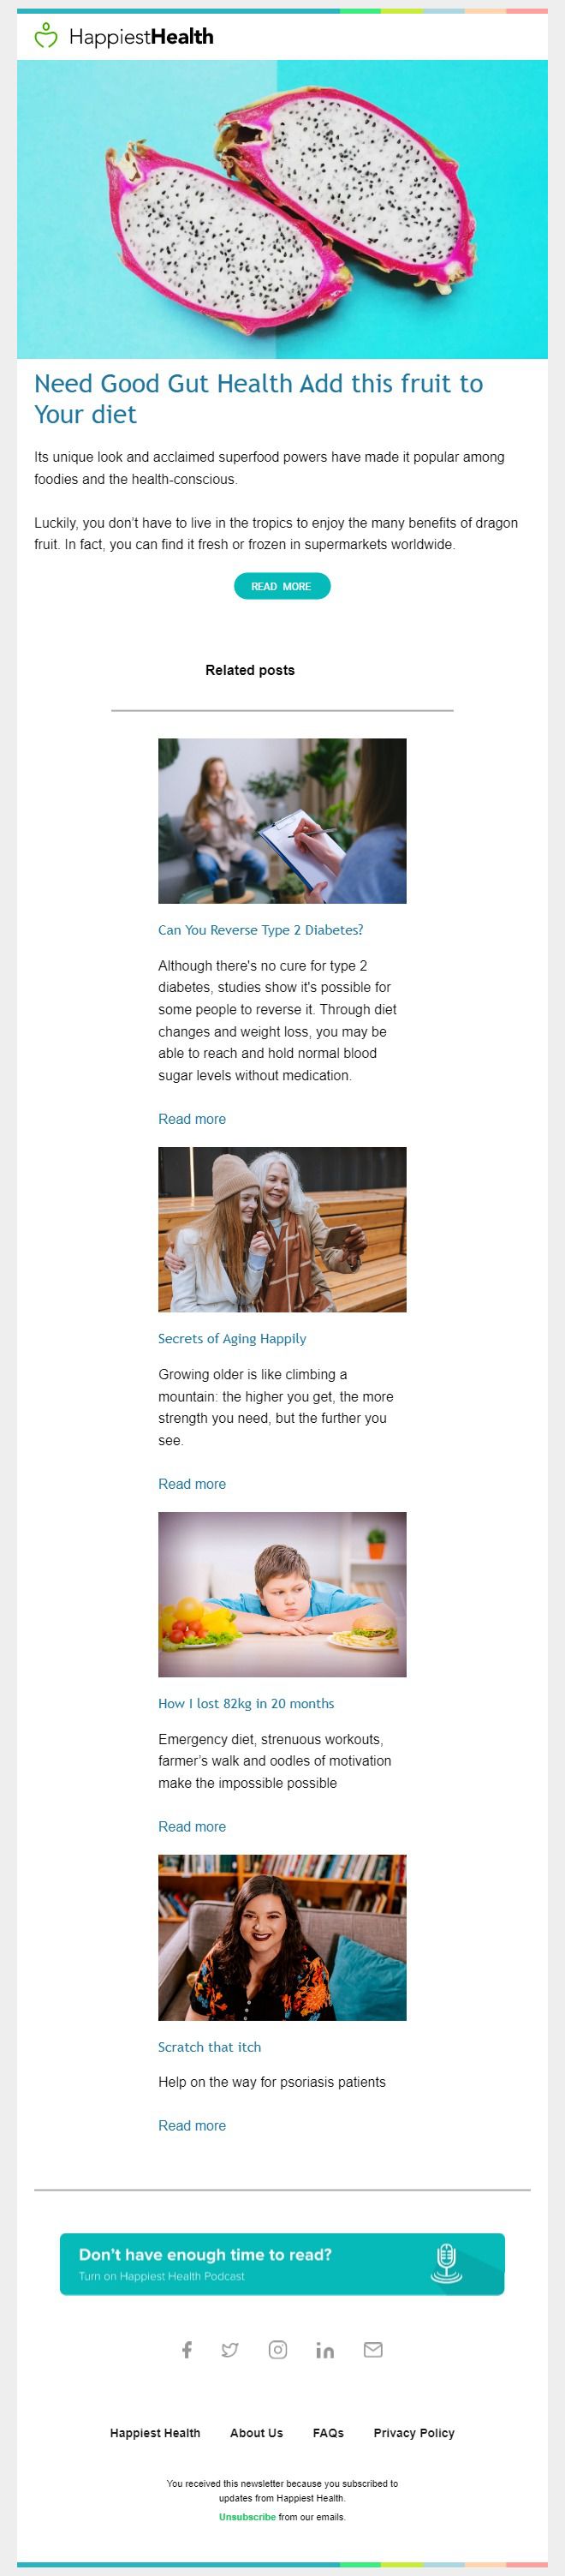 HappiestHealth
Need Good Gut Health Add this fruit to
Your diet
Its unique look and acclaimed superfood powers have made it popular among
foodies and the health-conscious.
Luckily, you don’t have to live in the tropics to enjoy the many benefits of dragon
fruit. In fact, you can find it fresh or frozen in supermarkets worldwide.
READ MORE
Related posts
Can You Reverse Type 2 Diabetes?
Although there's no cure for type 2
diabetes, studies show it's possible for
some people to reverse it. Through diet
changes and weight loss, you may be
able to reach and hold normal blood
sugar levels without medication.
Read more
Secrets of Aging Happily
Growing older is like climbing a
mountain: the higher you get, the more
strength you need, but the further you
see.
Read more
How I lost 82kg in 20 months
Emergency diet, strenuous workouts,
farmer’s walk and oodles of motivation
make the impossible possible
Read more
Scratch that itch
Help on the way for psoriasis patients
Read more
Don’t have enough time to read?
Turn on Happiest Health Podcast
Happiest Health About Us FAQs Privacy Policy
You received this newsletter because you subscribed to
updates from Happiest Health.
Unsubscribe from our emails.